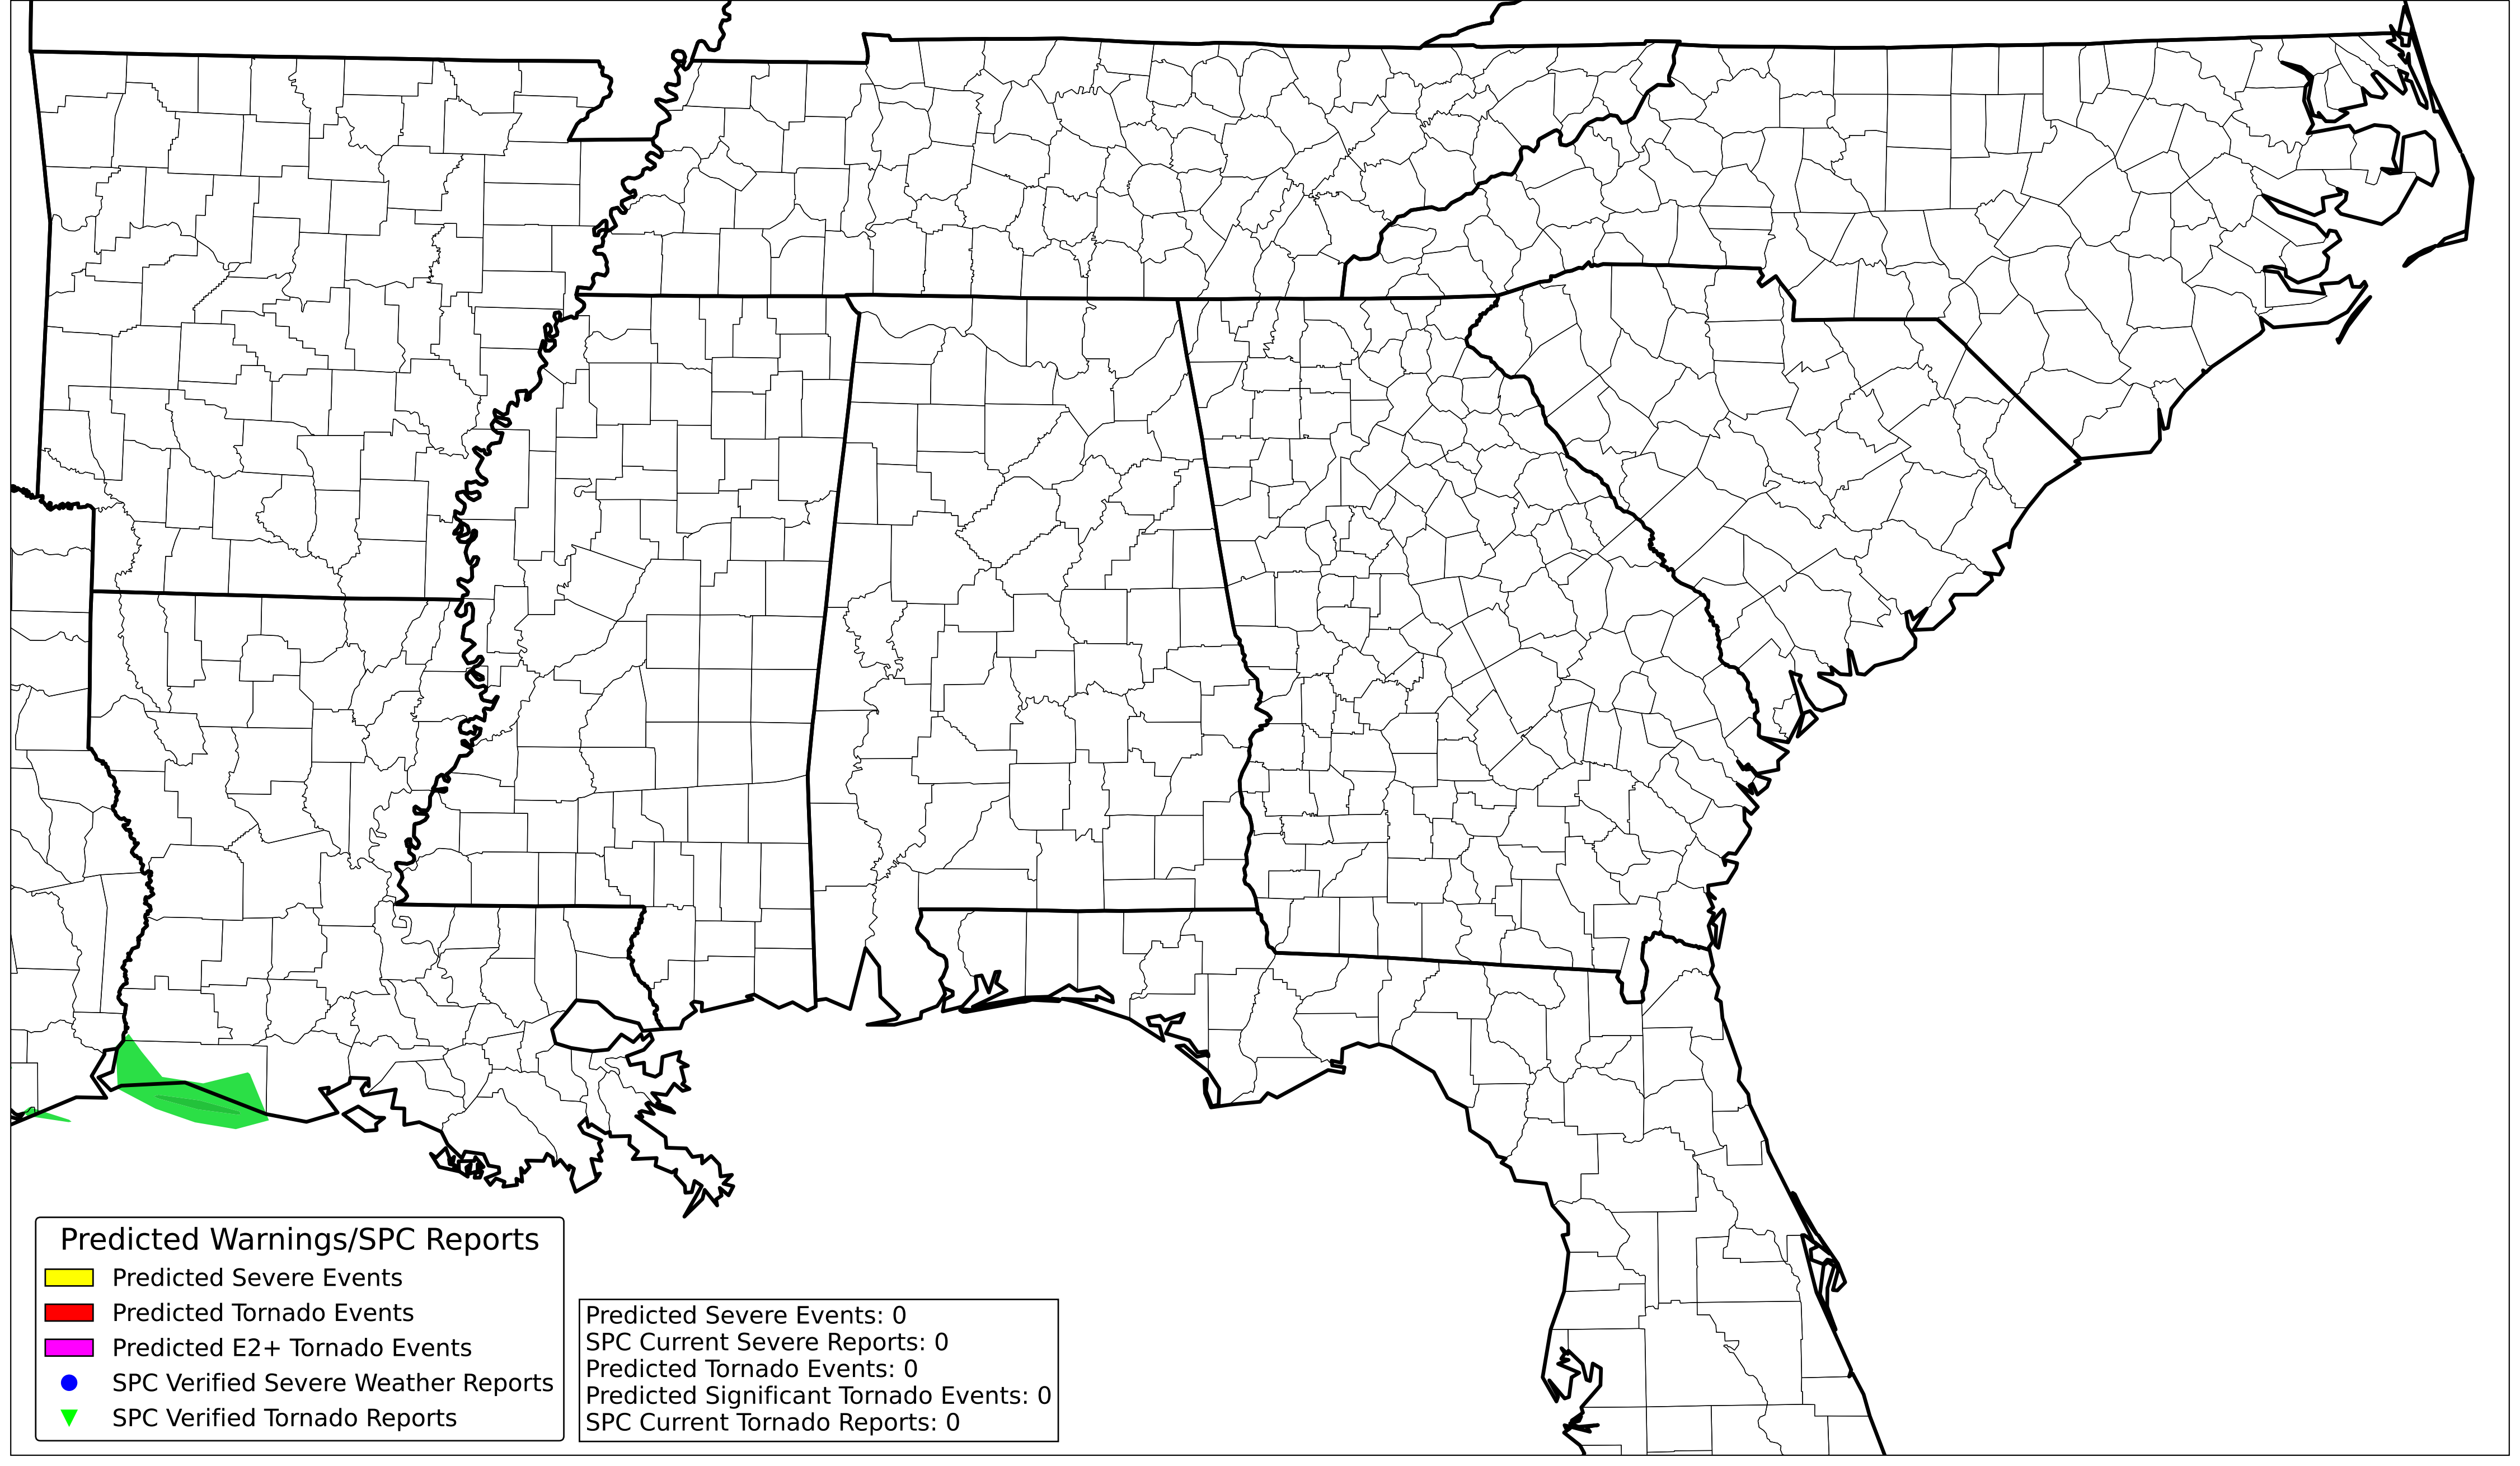 Predicted Warnings/SPC Reports
Predicted Severe Events
Predicted Tornado Events
Predicted E2+ Tornado Events
SPC Verified Severe Weather Reports
SPC Verified Tornado Reports
Predicted Severe Events: 0
SPC Current Severe Reports: 0
Predicted Tornado Events: 0
Predicted Significant Tornado Events: 0
SPC Current Tornado Reports: 0